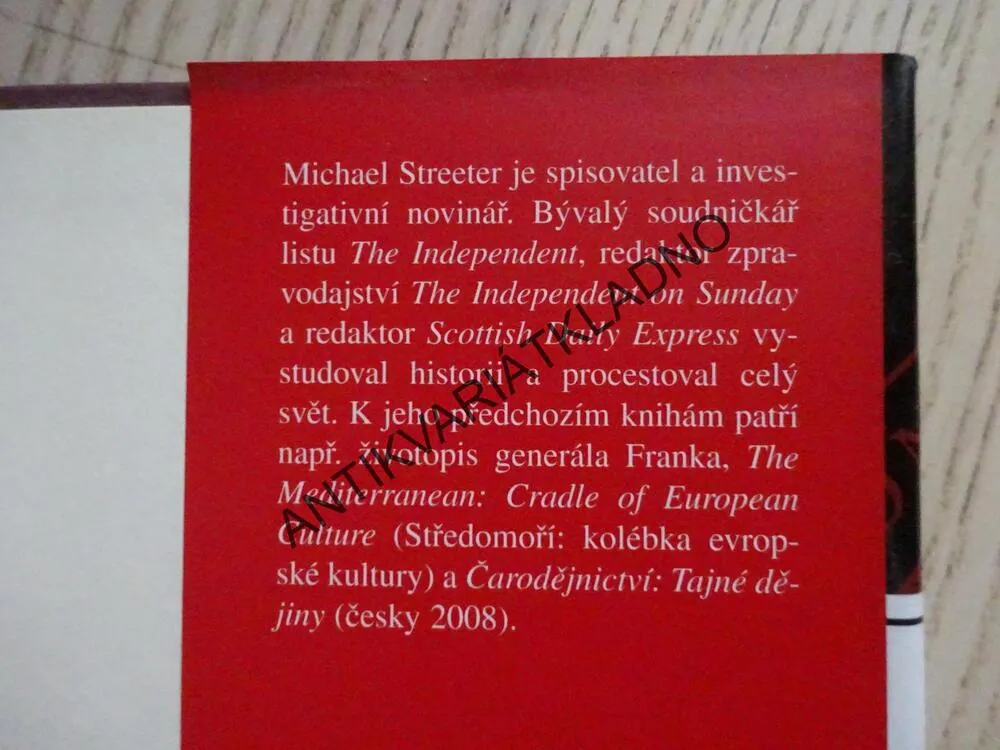 Michael Streeter je spisovatel a inves-
tigativní novinář. Bývalý soudničkář
listu The Independent, redaktor zpra-
vodajství The Independent on Sunday
a redaktor Scottish Daily Express vy-
studoval historii a procestoval celý
svět. K jeho předchozím knihám patří
např. životopis generála Franka, The
Mediterranean: Cradle of European
Culture (Středomoří: kolébka evrop-
ské kultury) a Čarodějnictví: Tajné dě-
jiny (česky 2008).
ANTIKVARIÁTKLADNO